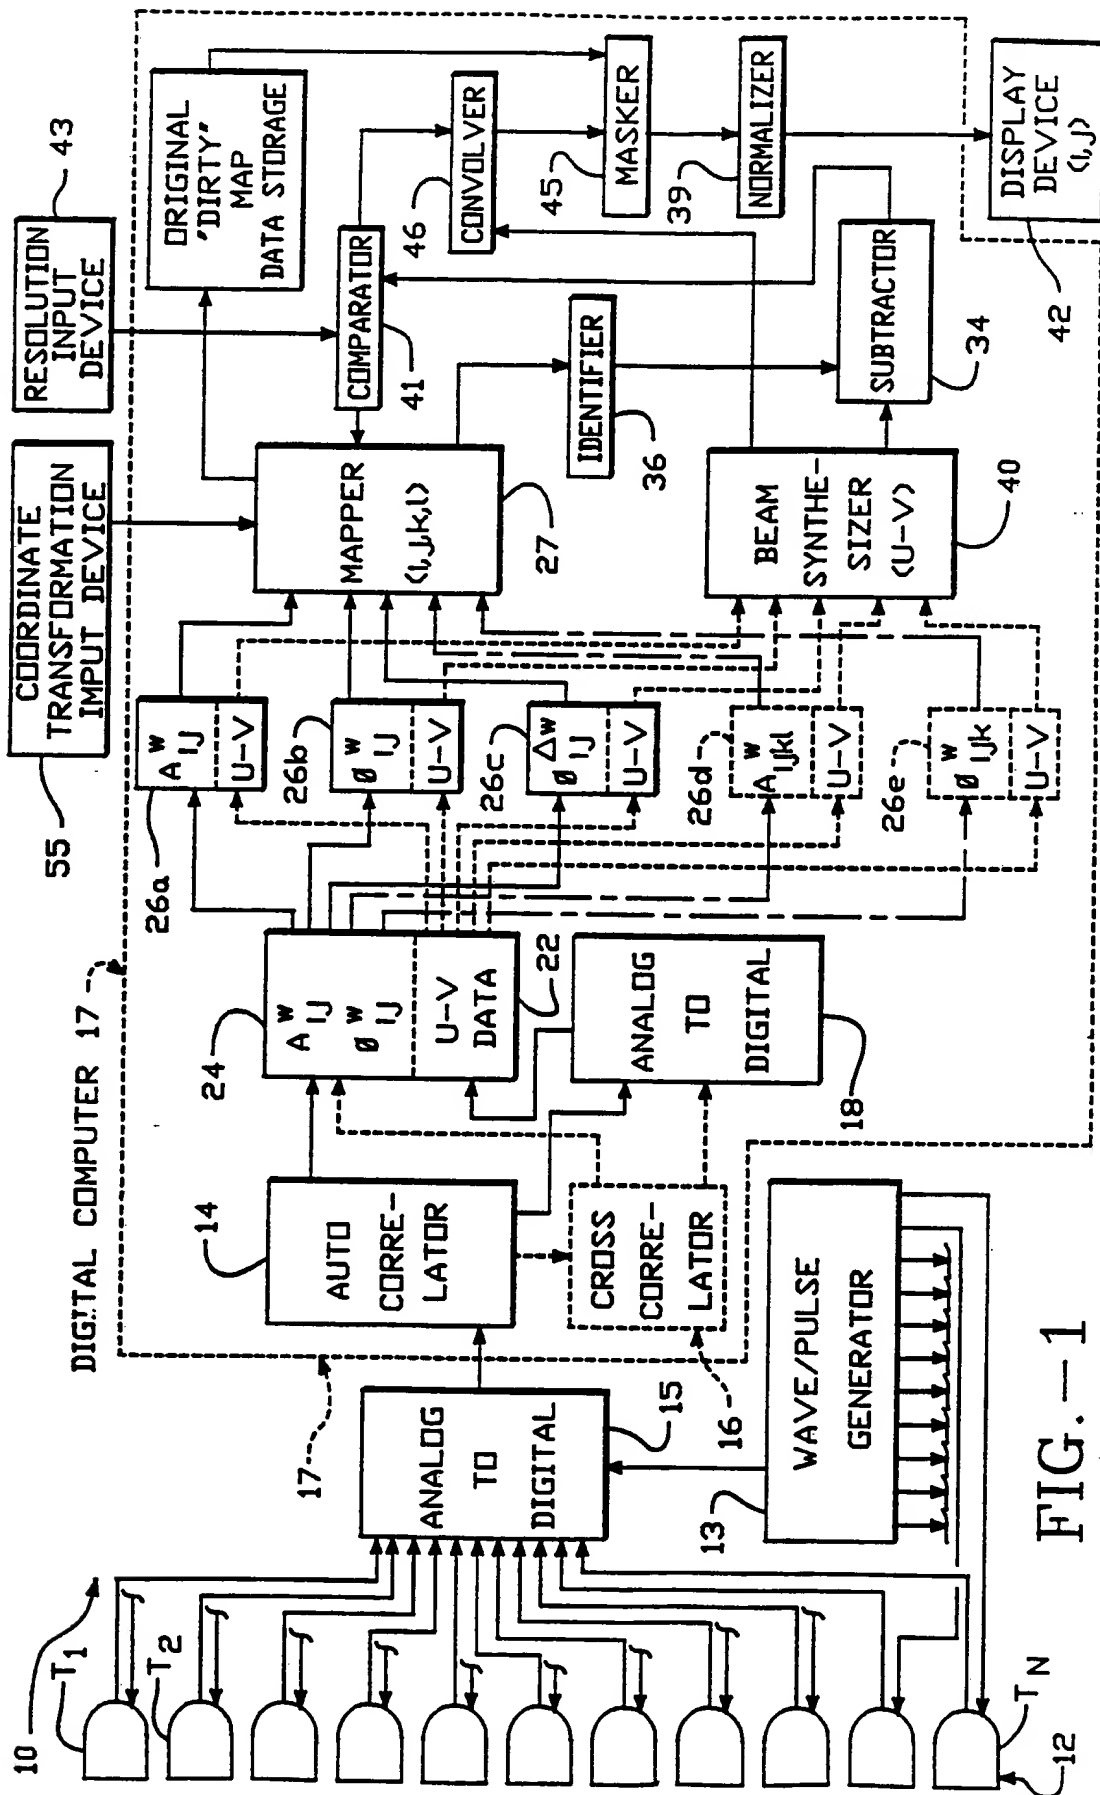 10
T1
T2
TN
12
ANALOG
TO
DIGITAL
15
WAVE/PULSE
GENERATOR
13
DIGITAL COMPUTER 17
17
AUTO
CORRE-
LATOR
14
CROSS
CORRE-
LATOR
16
24
A W IJ
Ø W IJ
U-V
DATA
22
ANALOG
TO
DIGITAL
18
26a
A W IJ
U-V
26b
Ø W IJ
U-V
26c
Ø ΔW IJ
U-V
26d
A W IJkl
U-V
26e
Ø W IJk
U-V
55
COORDINATE
TRANSFORMATION
IMPUT DEVICE
RESOLUTION
INPUT
DEVICE
43
MAPPER
(I,J,k,l)
27
BEAM
SYNTHE-
SIZER
(U-V)
40
COMPARATOR
41
IDENTIFIER
36
SUBTRACTOR
34
ORIGINAL
"DIRTY"
MAP
DATA STORAGE
46
CONVOLVER
45
MASKER
39
NORMALIZER
DISPLAY
DEVICE
(I,J)
42
FIG.-1